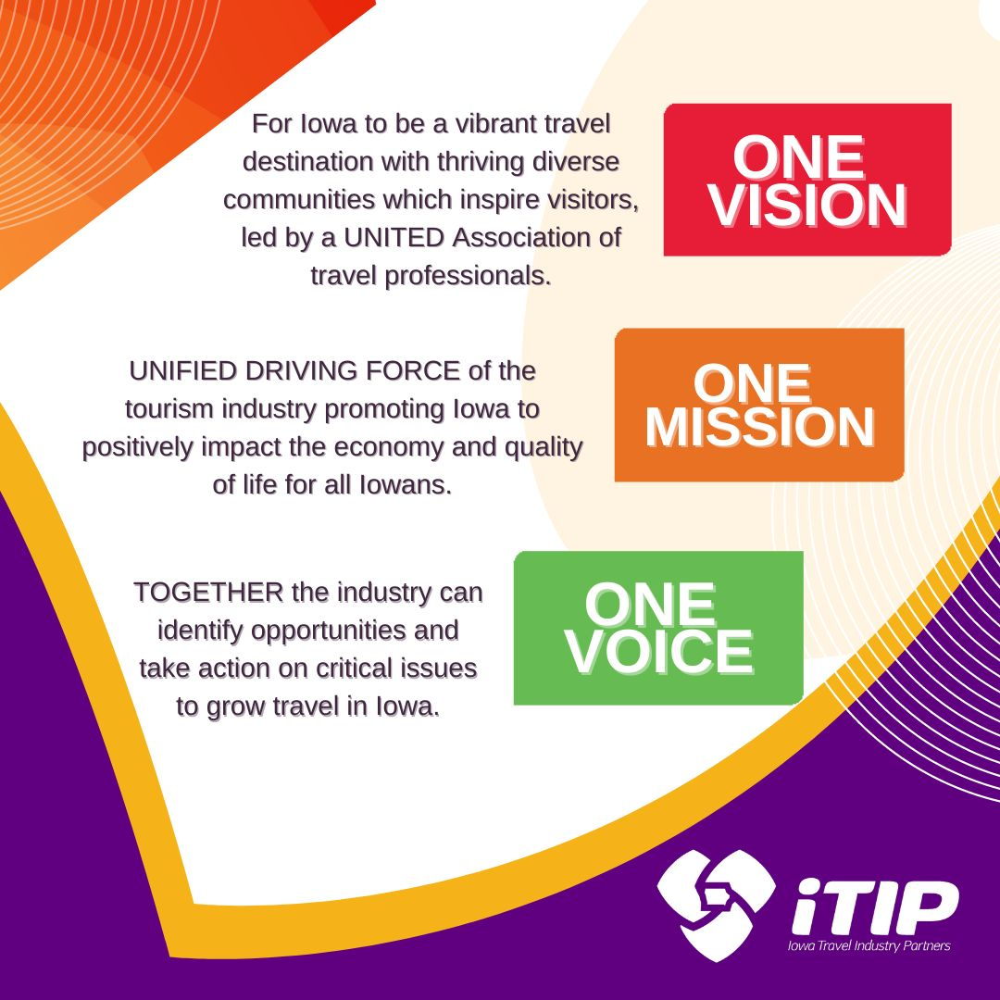 For Iowa to be a vibrant travel
destination with thriving diverse
communities which inspire visitors,
led by a UNITED Association of
travel professionals.
ONE
VISION
UNIFIED DRIVING FORCE of the
tourism industry promoting Iowa to
positively impact the economy and quality
of life for all Iowans.
ONE
MISSION
TOGETHER the industry can
identify opportunities and
take action on critical issues
to grow travel in Iowa.
ONE
VOICE
iTIP
Iowa Travel Industry Partners